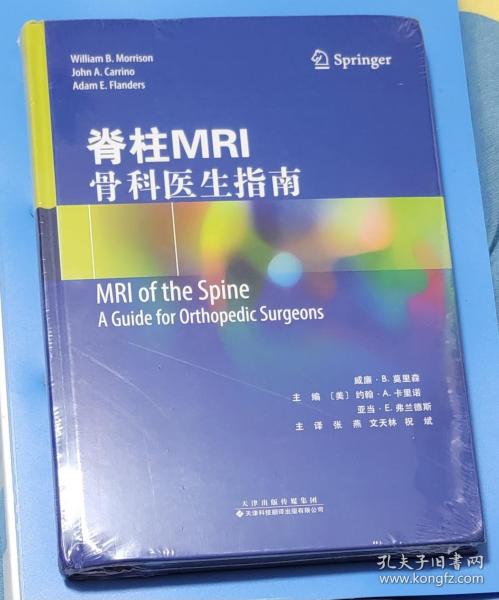 William B. Morrison
John A. Carrino
Adam E. Flanders
Springer
脊柱MRI
骨科医生指南
MRI of the Spine
A Guide for Orthopedic Surgeons
威廉·B. 莫里森
主 编 [美] 约翰·A. 卡里诺
亚当·E. 弗兰德斯
主 译 张 燕 文天林 祝 斌
天津出版传媒集团
天津科技翻译出版有限公司
孔夫子旧书网
www.kongfz.com